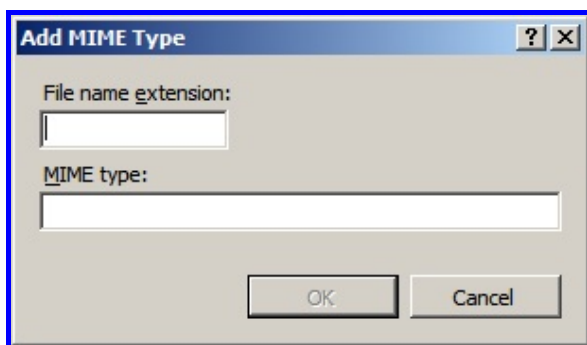 Add MIME Type
File name extension:
MIME type:
OK Cancel